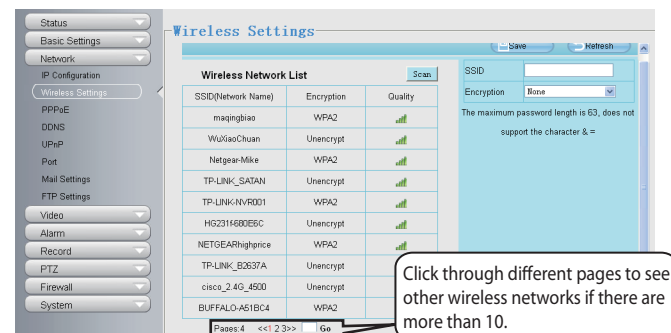 Status
Basic Settings
Network
IP Configuration
Wireless Settings
PPPoE
DDNS
UPnP
Port
Mail Settings
FTP Settings
Video
Alarm
Record
PTZ
Firewall
System
Wireless Settings
Save Refresh
Wireless Network List Scan
SSID(Network Name) Encryption Quality
maqingbiao WPA2
WuXiaoChuan Unencrypt
Netgear-Mike WPA2
TP-LINK_SATAN Unencrypt
TP-LINK-NVR001 WPA2
HG231f-680E6C Unencrypt
NETGEARhighprice WPA2
TP-LINK_B2637A Unencrypt
cisco_2.4G_4500 Unencrypt
BUFFALO-A51BC4 WPA2
Pages:4 <<1 2 3>> Go
SSID
Encryption None
The maximum password length is 63, does not
support the character & =
Click through different pages to see
other wireless networks if there are
more than 10.